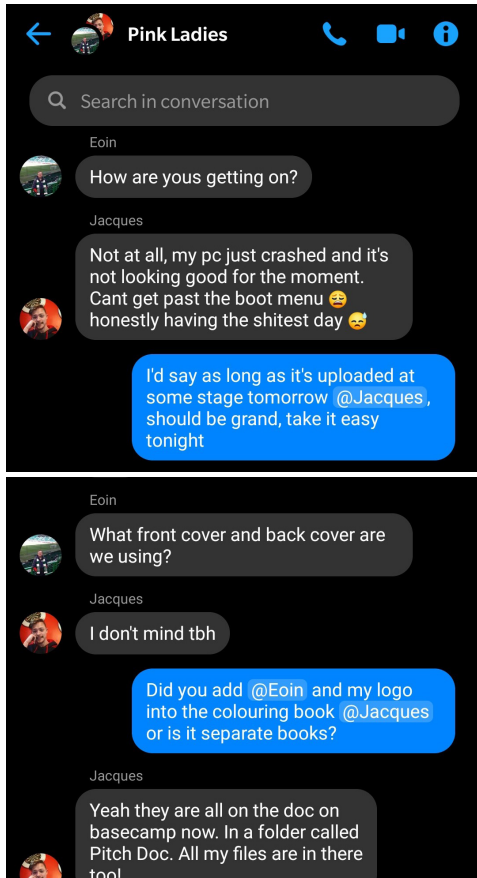 Pink Ladies
Search in conversation
Eoin
How are yous getting on?
Jacques
Not at all, my pc just crashed and it's
not looking good for the moment.
Cant get past the boot menu 😩
honestly having the shitest day 😓
I'd say as long as it's uploaded at
some stage tomorrow @Jacques,
should be grand, take it easy
tonight
Eoin
What front cover and back cover are
we using?
Jacques
I don't mind tbh
Did you add @Eoin and my logo
into the colouring book @Jacques
or is it separate books?
Jacques
Yeah they are all on the doc on
basecamp now. In a folder called
Pitch Doc. All my files are in there
too!